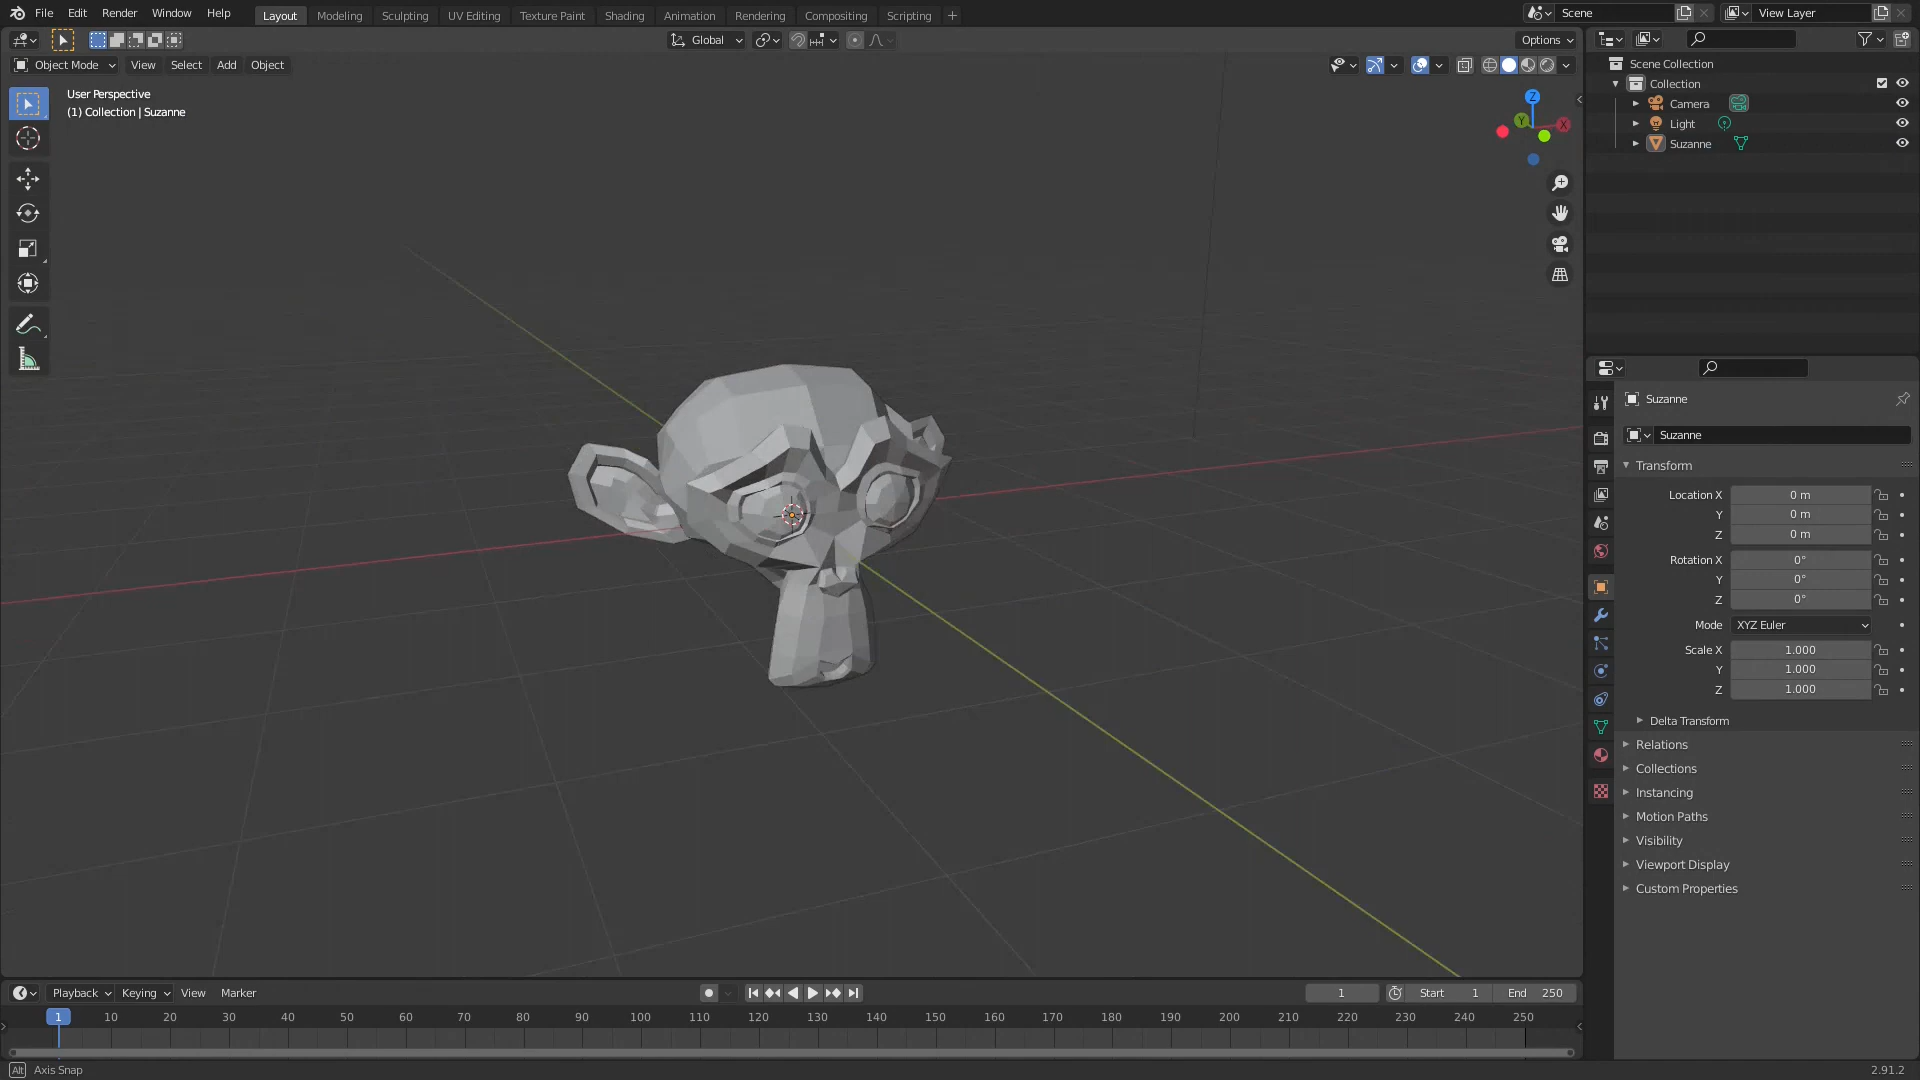 File Edit Render Window Help Layout Modeling Sculpting UV Editing Texture Paint Shading Animation Rendering Compositing Scripting + Scene View Layer
Global Options
Object Mode View Select Add Object
User Perspective
(1) Collection | Suzanne
Z
Y
X
Scene Collection
Collection
Camera
Light
Suzanne
Suzanne
Suzanne
Transform
Location X 0 m
Y 0 m
Z 0 m
Rotation X 0°
Y 0°
Z 0°
Mode XYZ Euler
Scale X 1.000
Y 1.000
Z 1.000
Delta Transform
Relations
Collections
Instancing
Motion Paths
Visibility
Viewport Display
Custom Properties
Playback Keying View Marker 1 Start 1 End 250
1 10 20 30 40 50 60 70 80 90 100 110 120 130 140 150 160 170 180 190 200 210 220 230 240 250
Alt Axis Snap 2.91.2